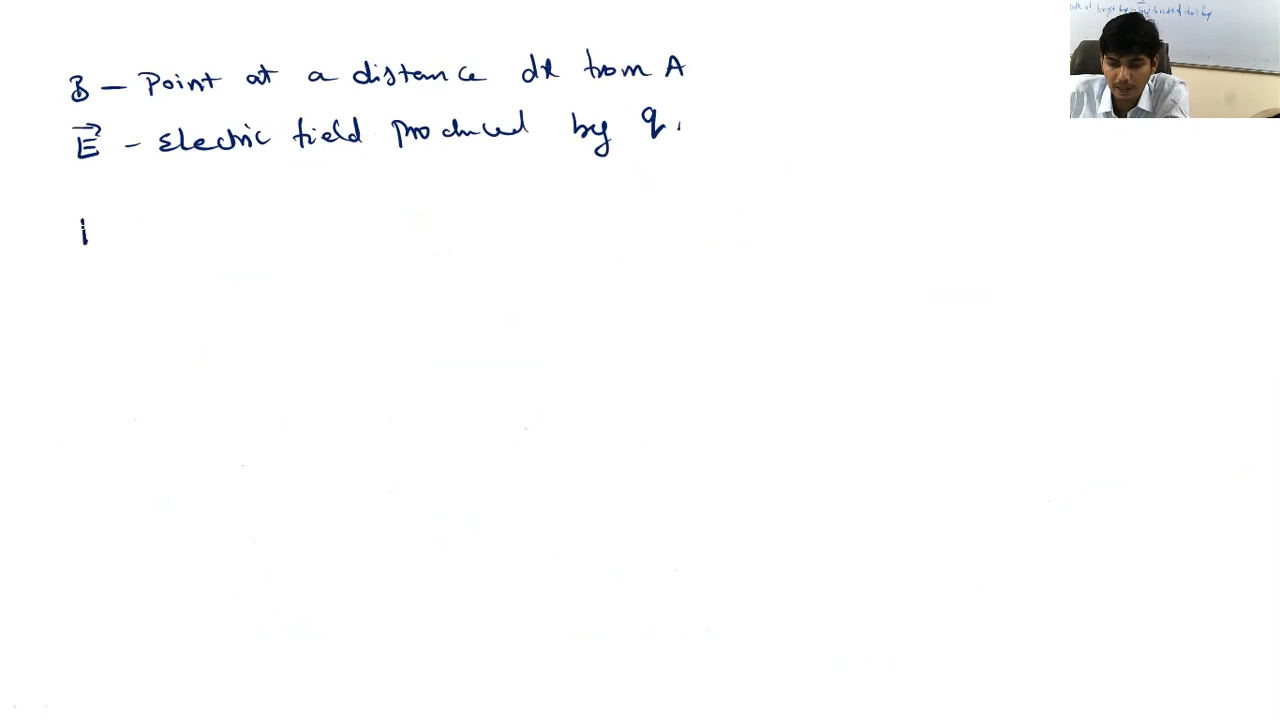 B – Point at a distance dx from A
E⃗ – Electric field produced by q.